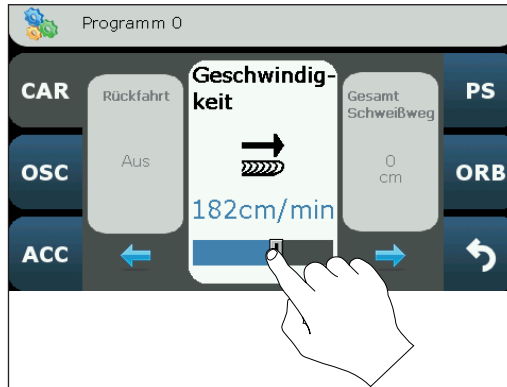 Programm 0
CAR
OSC
ACC
Rückfahrt
Aus
Geschwindig-
keit
182cm/min
Gesamt
Schweißweg
0
cm
PS
ORB